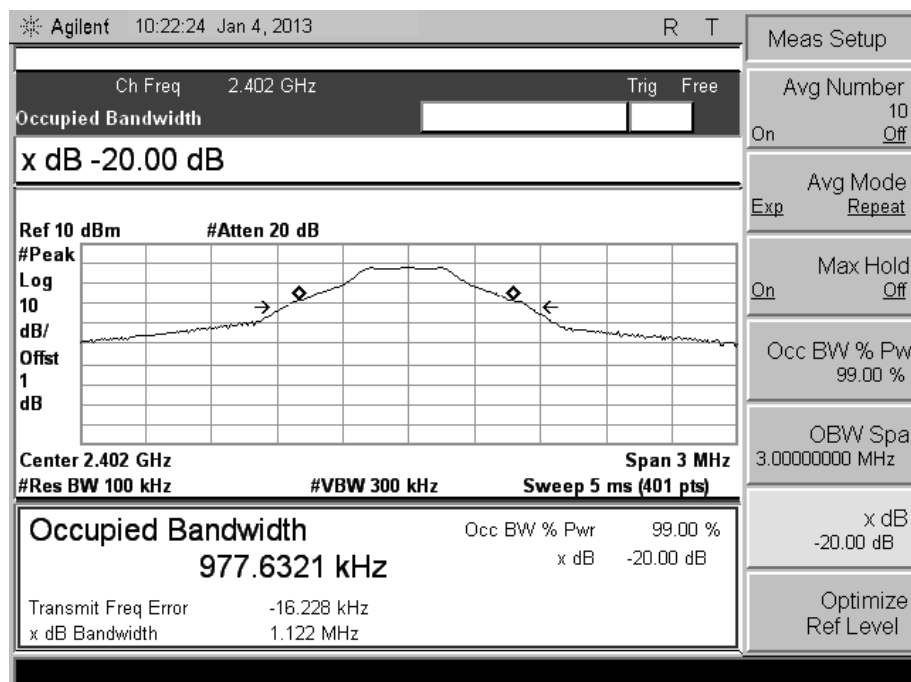 Agilent 10:22:24 Jan 4, 2013 R T
Ch Freq 2.402 GHz Trig Free
Occupied Bandwidth
x dB -20.00 dB
Ref 10 dBm #Atten 20 dB
#Peak
Log
10
dB/
Offst
1
dB
Center 2.402 GHz Span 3 MHz
#Res BW 100 kHz #VBW 300 kHz Sweep 5 ms (401 pts)
Occupied Bandwidth
977.6321 kHz
Occ BW % Pwr 99.00 %
x dB -20.00 dB
Transmit Freq Error -16.228 kHz
x dB Bandwidth 1.122 MHz
Meas Setup
Avg Number
10
On Off
Avg Mode
Exp Repeat
Max Hold
On Off
Occ BW % Pw
99.00 %
OBW Spa
3.00000000 MHz
x dB
-20.00 dB
Optimize
Ref Level